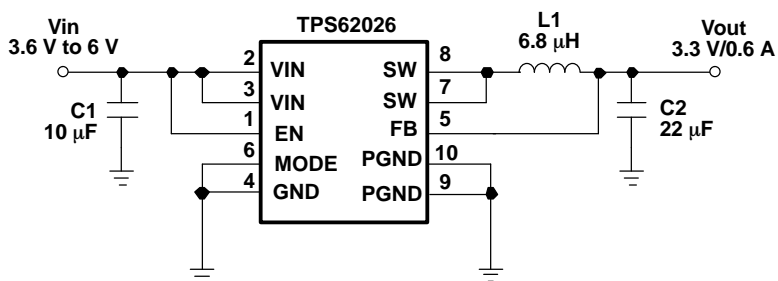 TPS62026
Vin
3.6 V to 6 V
L1
6.8 μH
Vout
3.3 V/0.6 A
2 VIN SW 8
3 VIN SW 7
1 EN FB 5
6 MODE PGND 10
4 GND PGND 9
C1
10 μF
C2
22 μF